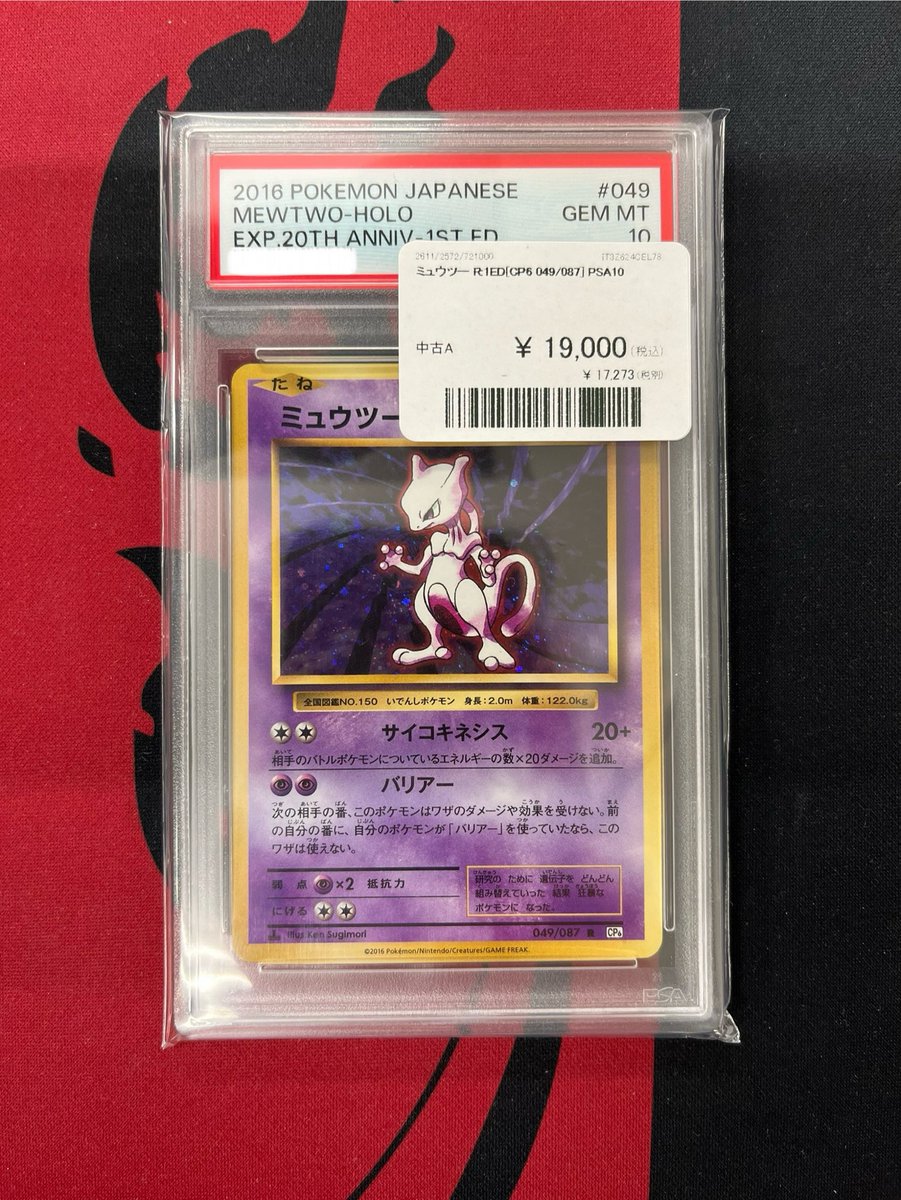 2016 POKEMON JAPANESE #049
MEWTWO-HOLO GEM MT
EXP.20TH ANNIV-1ST ED 10
2011/2572/721000
ミュウツー R:1ED[CP6 049/087] PSA10
中古A ¥ 19,000(税込)
¥ 17,273(税別)
たね
ミュウツー
全国図鑑NO.150 いでんしポケモン 身長:2.0m 体重:122.0kg
サイコキネシス 20+
相手のバトルポケモンについているエネルギーの数×20ダメージを追加。
バリアー
次の相手の番、このポケモンはワザのダメージや効果を受けない。前
の自分の番に、自分のポケモンが「バリアー」を使っていたなら、この
ワザは使えない。
弱点 ×2 抵抗力
にげる
研究の ために 遺伝子を どんどん
組み替えていった 結果 狂暴な
ポケモンに なった。
Illus. Ken Sugimori 049/087 R CP6
©2016 Pokémon/Nintendo/Creatures/GAME FREAK.
PSA